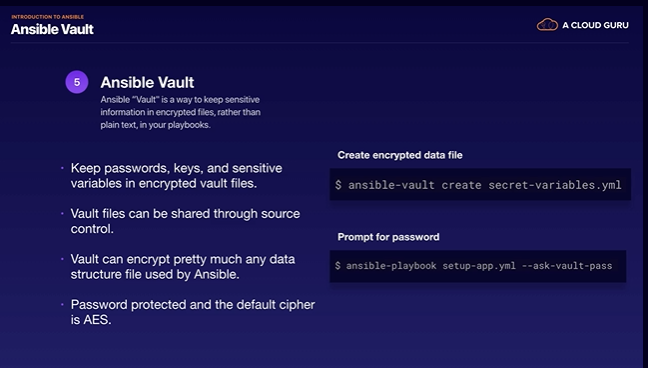 INTRODUCTION TO ANSIBLE
Ansible Vault
A CLOUD GURU
5
Ansible Vault
Ansible "Vault" is a way to keep sensitive
information in encrypted files, rather than
plain text, in your playbooks.
· Keep passwords, keys, and sensitive
variables in encrypted vault files.
· Vault files can be shared through source
control.
· Vault can encrypt pretty much any data
structure file used by Ansible.
· Password protected and the default cipher
is AES.
Create encrypted data file
$ ansible-vault create secret-variables.yml
Prompt for password
$ ansible-playbook setup-app.yml --ask-vault-pass